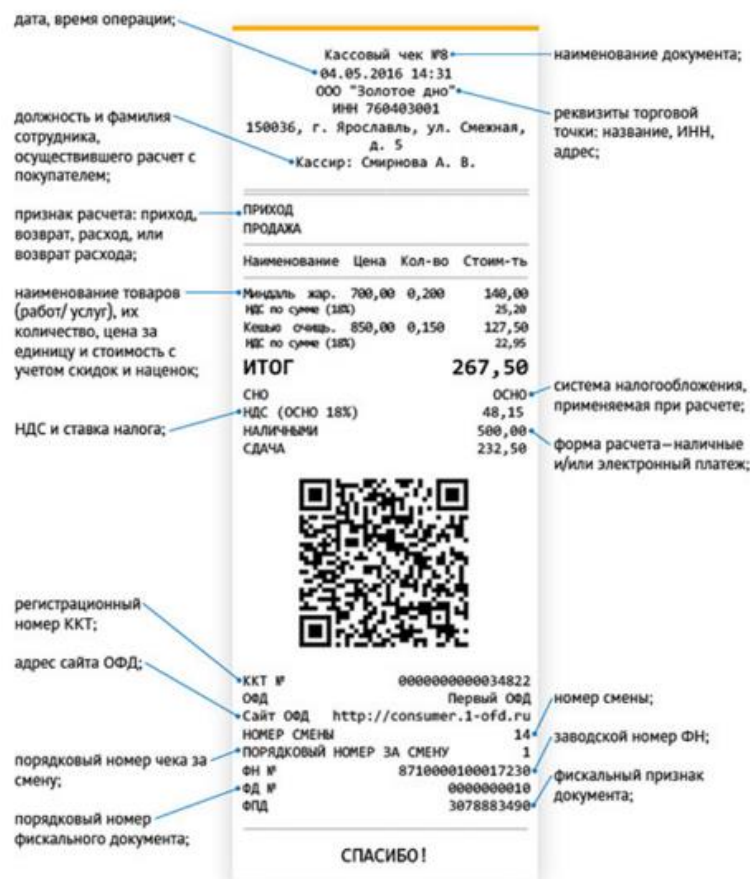 дата, время операции;
должность и фамилия
сотрудника,
осуществившего расчет с
покупателем;
признак расчета: приход,
возврат, расход, или
возврат расхода;
наименование товаров
(работ/услуг), их
количество, цена за
единицу и стоимость с
учетом скидок и наценок;
НДС и ставка налога;
регистрационный
номер ККТ;
адрес сайта ОФД;
порядковый номер чека за
смену;
порядковый номер
фискального документа;
Кассовый чек №8
04.05.2016 14:31
ООО "Золотое дно"
ИНН 760403001
150036, г. Ярославль, ул. Смежная,
д. 5
Кассир: Смирнова А. В.
ПРИХОД
ПРОДАЖА
Наименование Цена Кол-во Стоим-ть
Миндаль жар. 700,00 0,200 140,00
НДС по сумме (18%) 25,20
Кешью очищь. 850,00 0,150 127,50
НДС по сумме (18%) 22,95
ИТОГ 267,50
СНО ОСНО
НДС (ОСНО 18%) 48,15
НАЛИЧНЫМИ 500,00
СДАЧА 232,50
ККТ № 0000000000034822
ОФД Первый ОФД
Сайт ОФД http://consumer.1-ofd.ru
НОМЕР СМЕНЫ 14
ПОРЯДКОВЫЙ НОМЕР ЗА СМЕНУ 1
ФН № 8710000100017230
ФД № 0000000010
ФПД 3078883490
СПАСИБО!
наименование документа;
реквизиты торговой
точки: название, ИНН,
адрес;
система налогообложения,
применяемая при расчете;
форма расчета—наличные
и/или электронный платеж;
номер смены;
заводской номер ФН;
фискальный признак
документа;